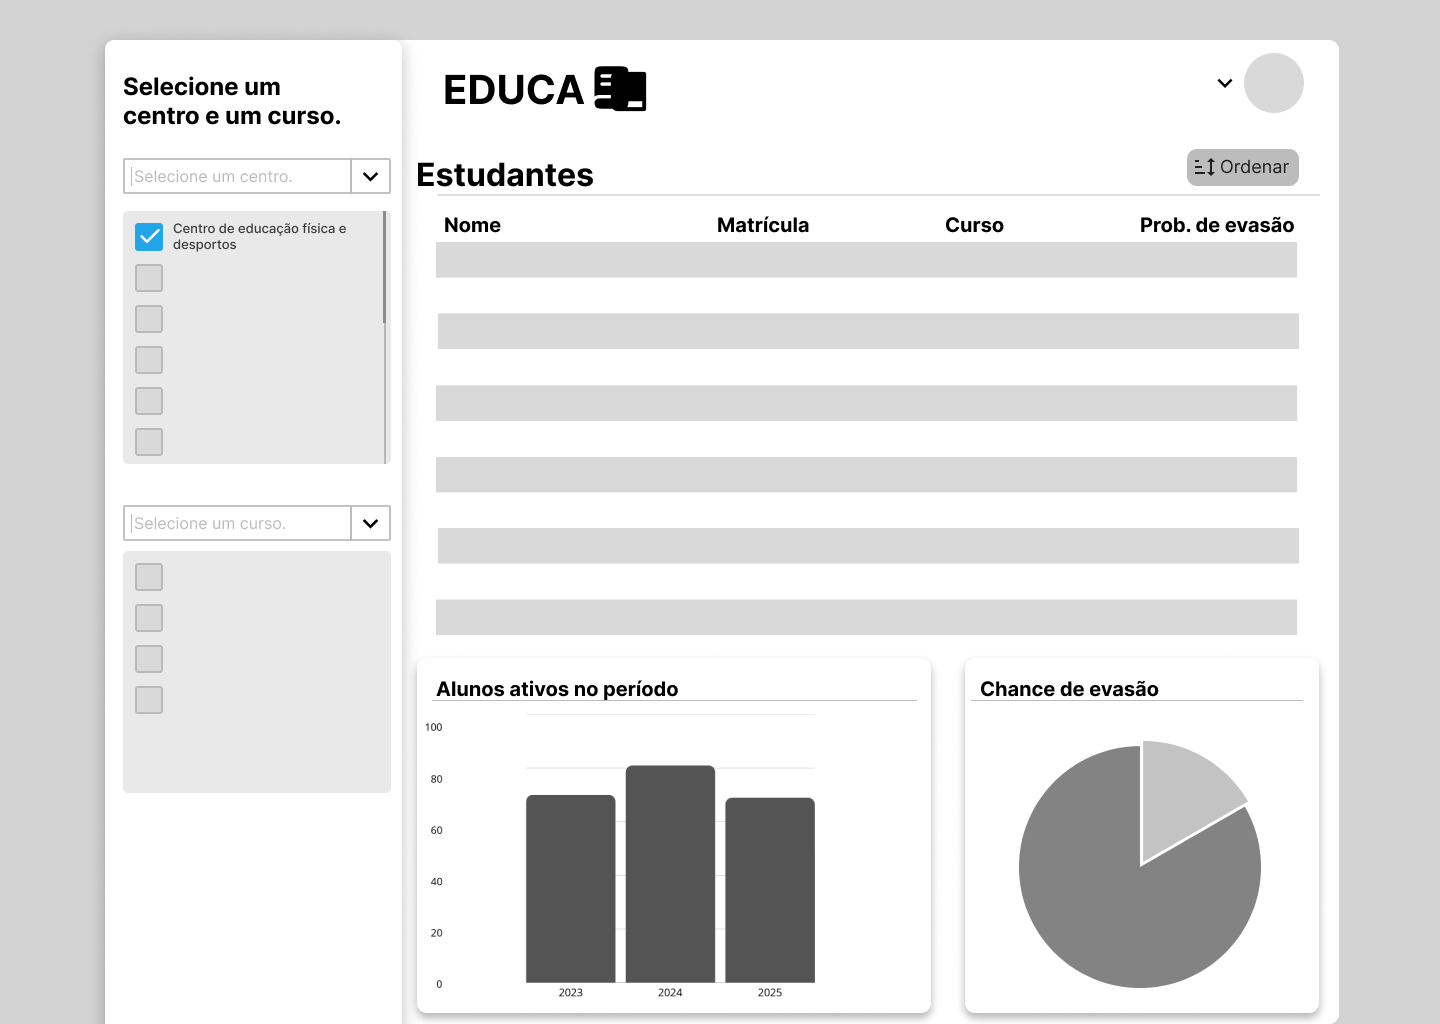 Selecione um
centro e um curso.
Selecione um centro.
Centro de educação física e
desportos
Selecione um curso.
EDUCA
Estudantes
Ordenar
Nome Matrícula Curso Prob. de evasão
Alunos ativos no período
100
80
60
40
20
0
2023 2024 2025
Chance de evasão